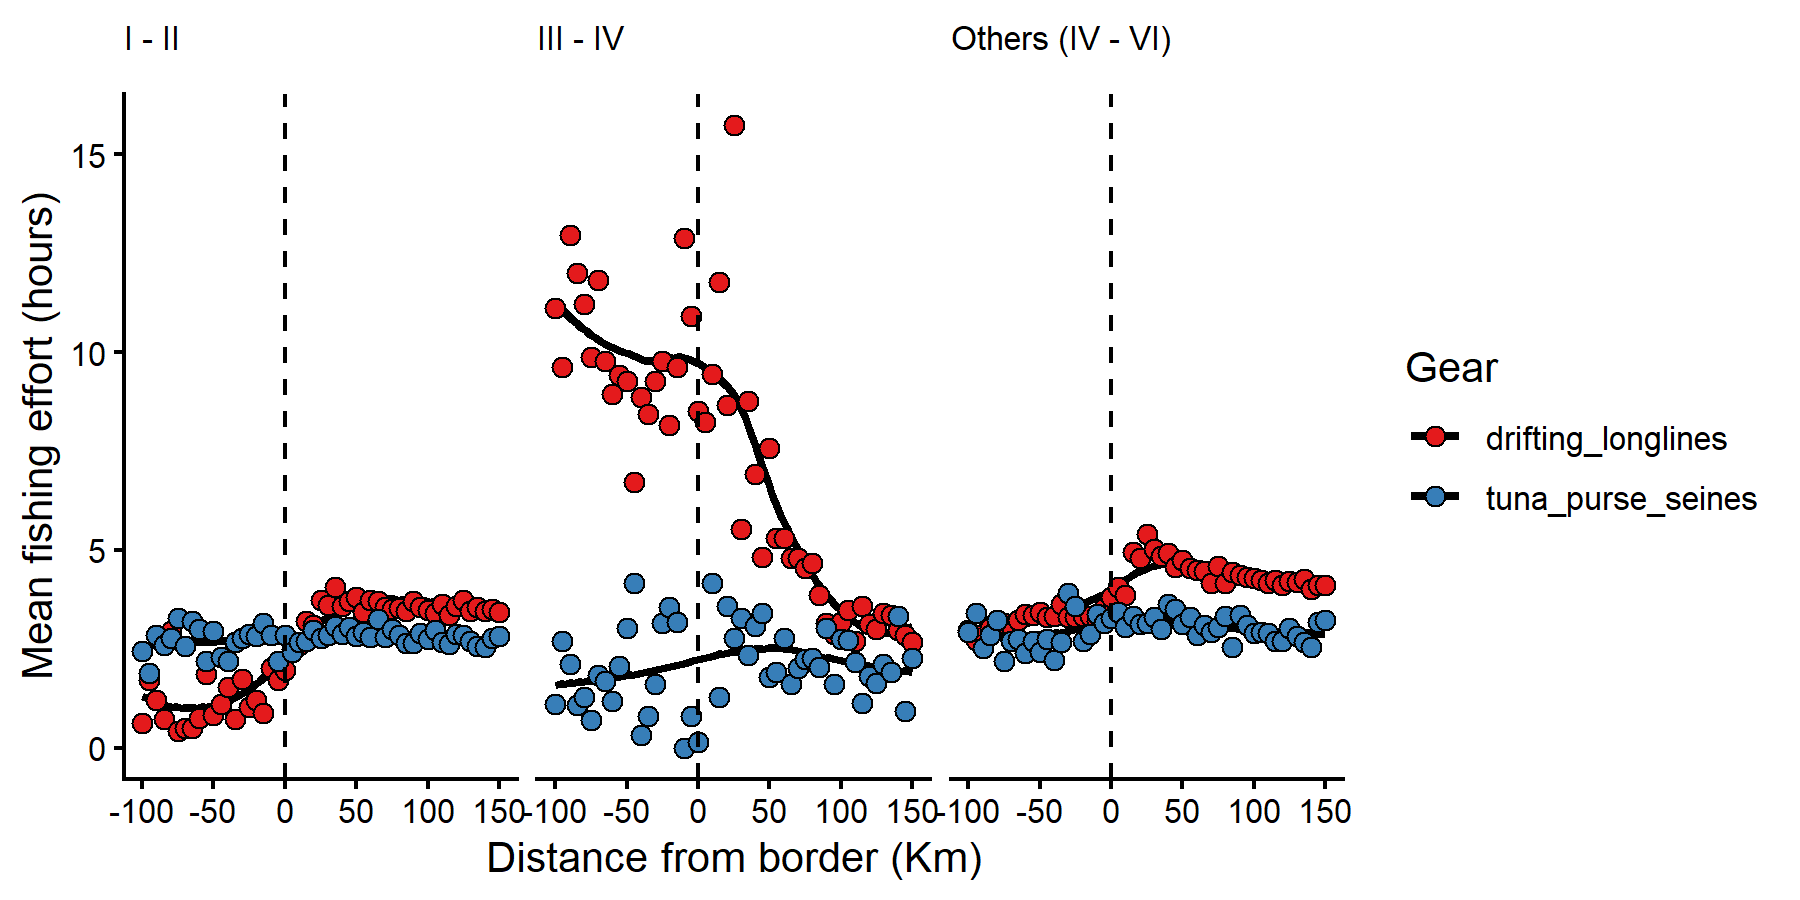 I - II
III - IV
Others (IV - VI)
Mean fishing effort (hours)
15
10
5
0
-100 -50 0 50 100 150
-100 -50 0 50 100 150
-100 -50 0 50 100 150
Distance from border (Km)
Gear
drifting_longlines
tuna_purse_seines